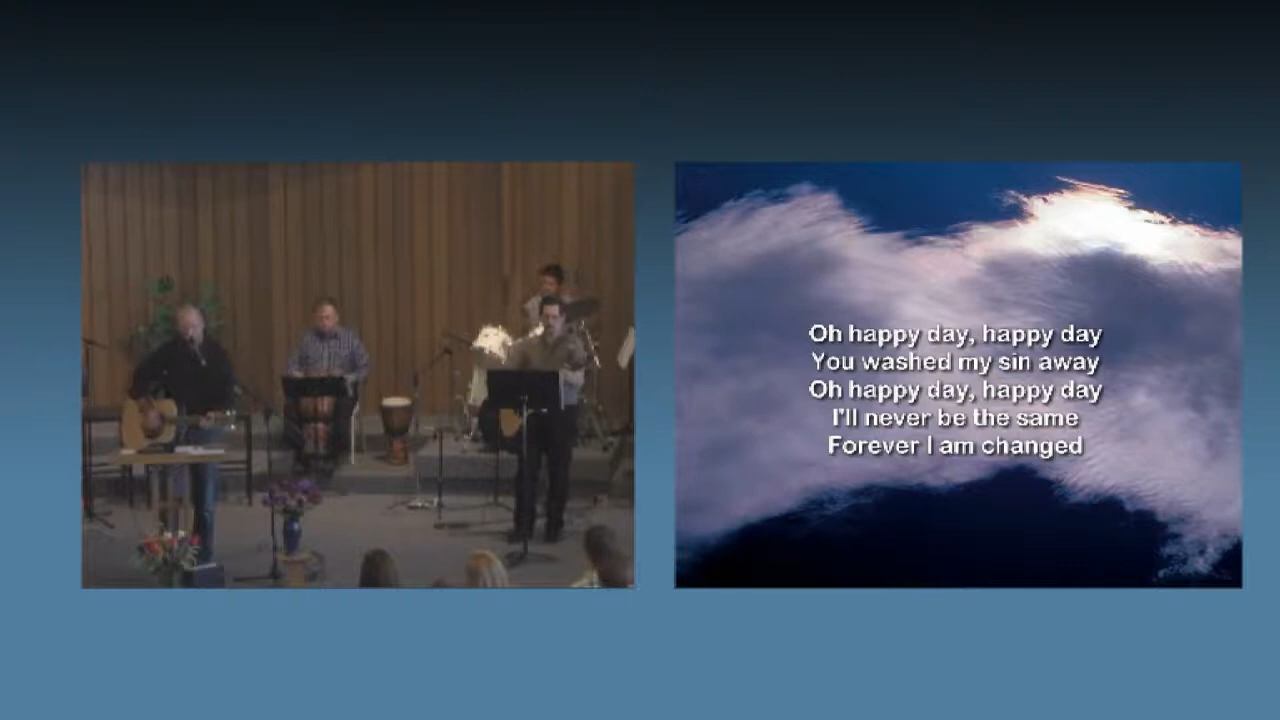 Oh happy day, happy day
You washed my sin away
Oh happy day, happy day
I'll never be the same
Forever I am changed